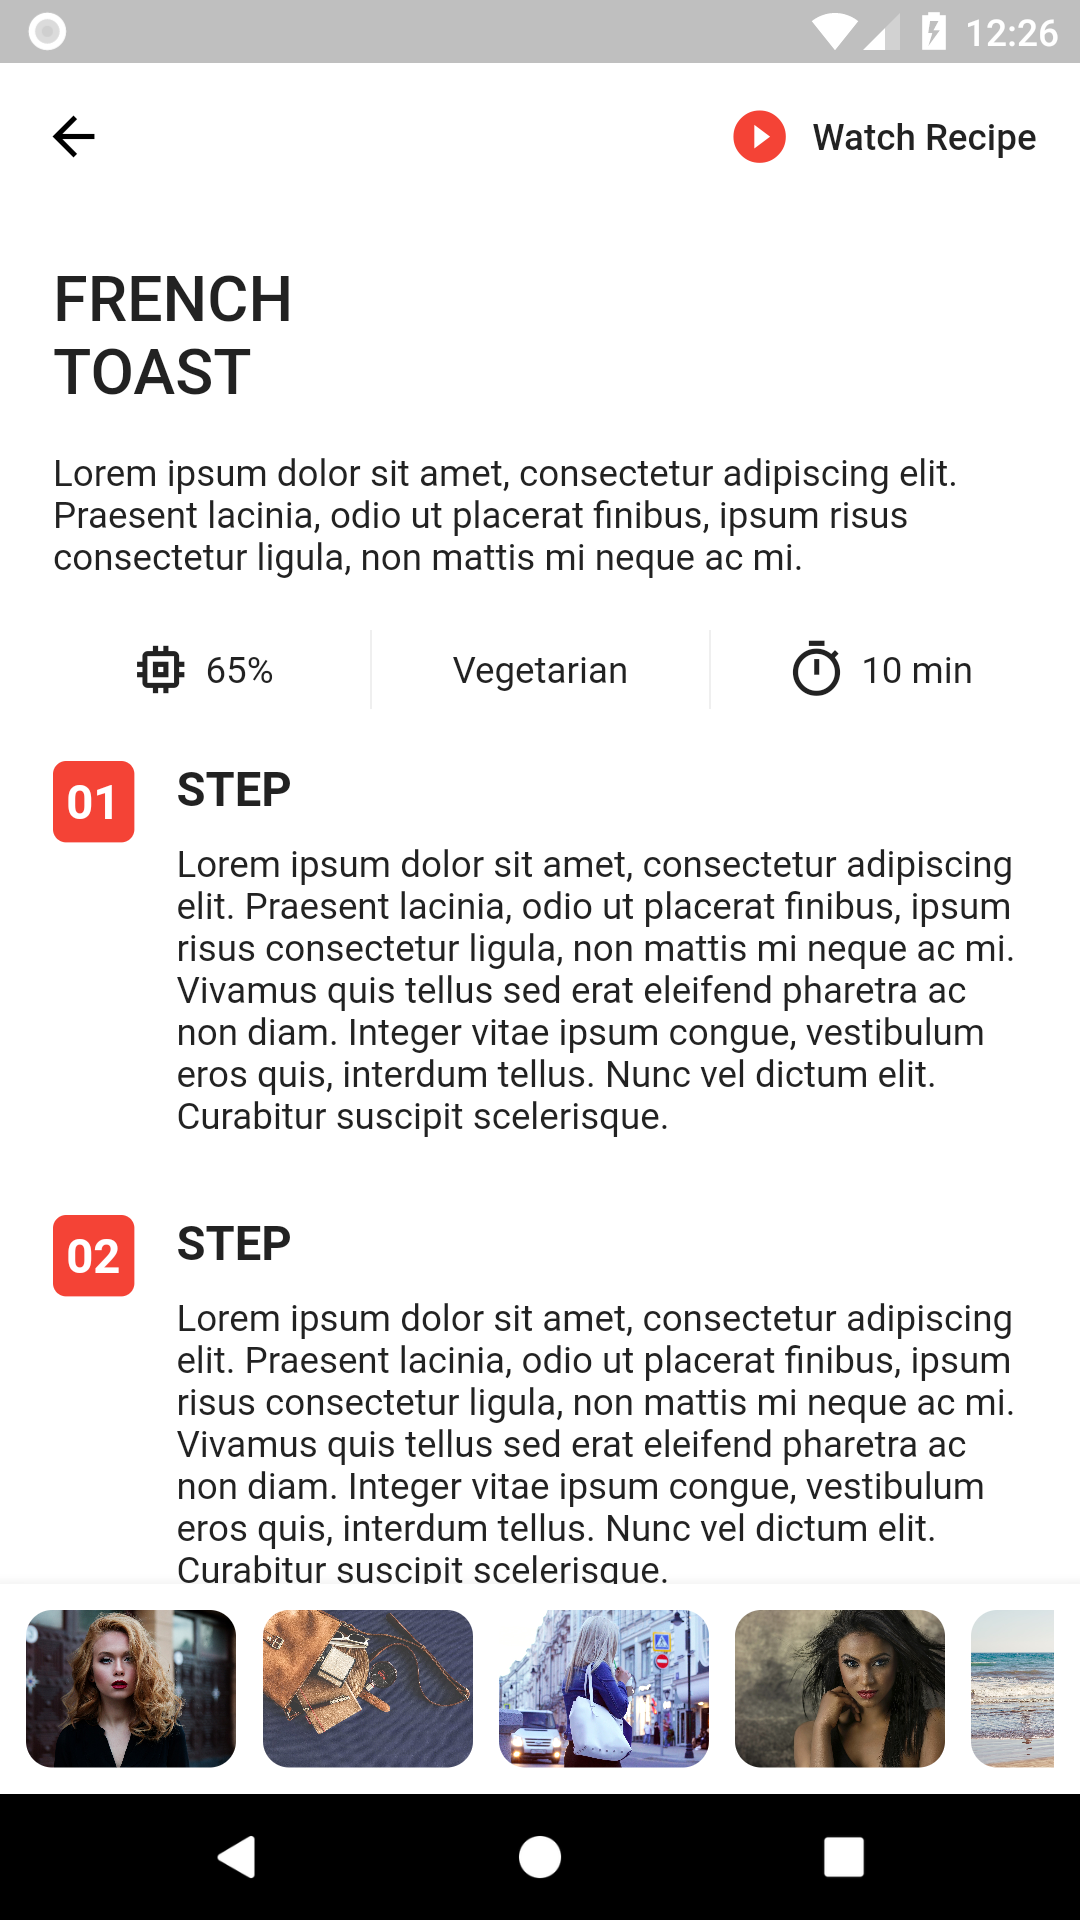 12:26
Watch Recipe
FRENCH
TOAST
Lorem ipsum dolor sit amet, consectetur adipiscing elit.
Praesent lacinia, odio ut placerat finibus, ipsum risus
consectetur ligula, non mattis mi neque ac mi.
65%
Vegetarian
10 min
01
STEP
Lorem ipsum dolor sit amet, consectetur adipiscing
elit. Praesent lacinia, odio ut placerat finibus, ipsum
risus consectetur ligula, non mattis mi neque ac mi.
Vivamus quis tellus sed erat eleifend pharetra ac
non diam. Integer vitae ipsum congue, vestibulum
eros quis, interdum tellus. Nunc vel dictum elit.
Curabitur suscipit scelerisque.
02
STEP
Lorem ipsum dolor sit amet, consectetur adipiscing
elit. Praesent lacinia, odio ut placerat finibus, ipsum
risus consectetur ligula, non mattis mi neque ac mi.
Vivamus quis tellus sed erat eleifend pharetra ac
non diam. Integer vitae ipsum congue, vestibulum
eros quis, interdum tellus. Nunc vel dictum elit.
Curabitur suscipit scelerisque.